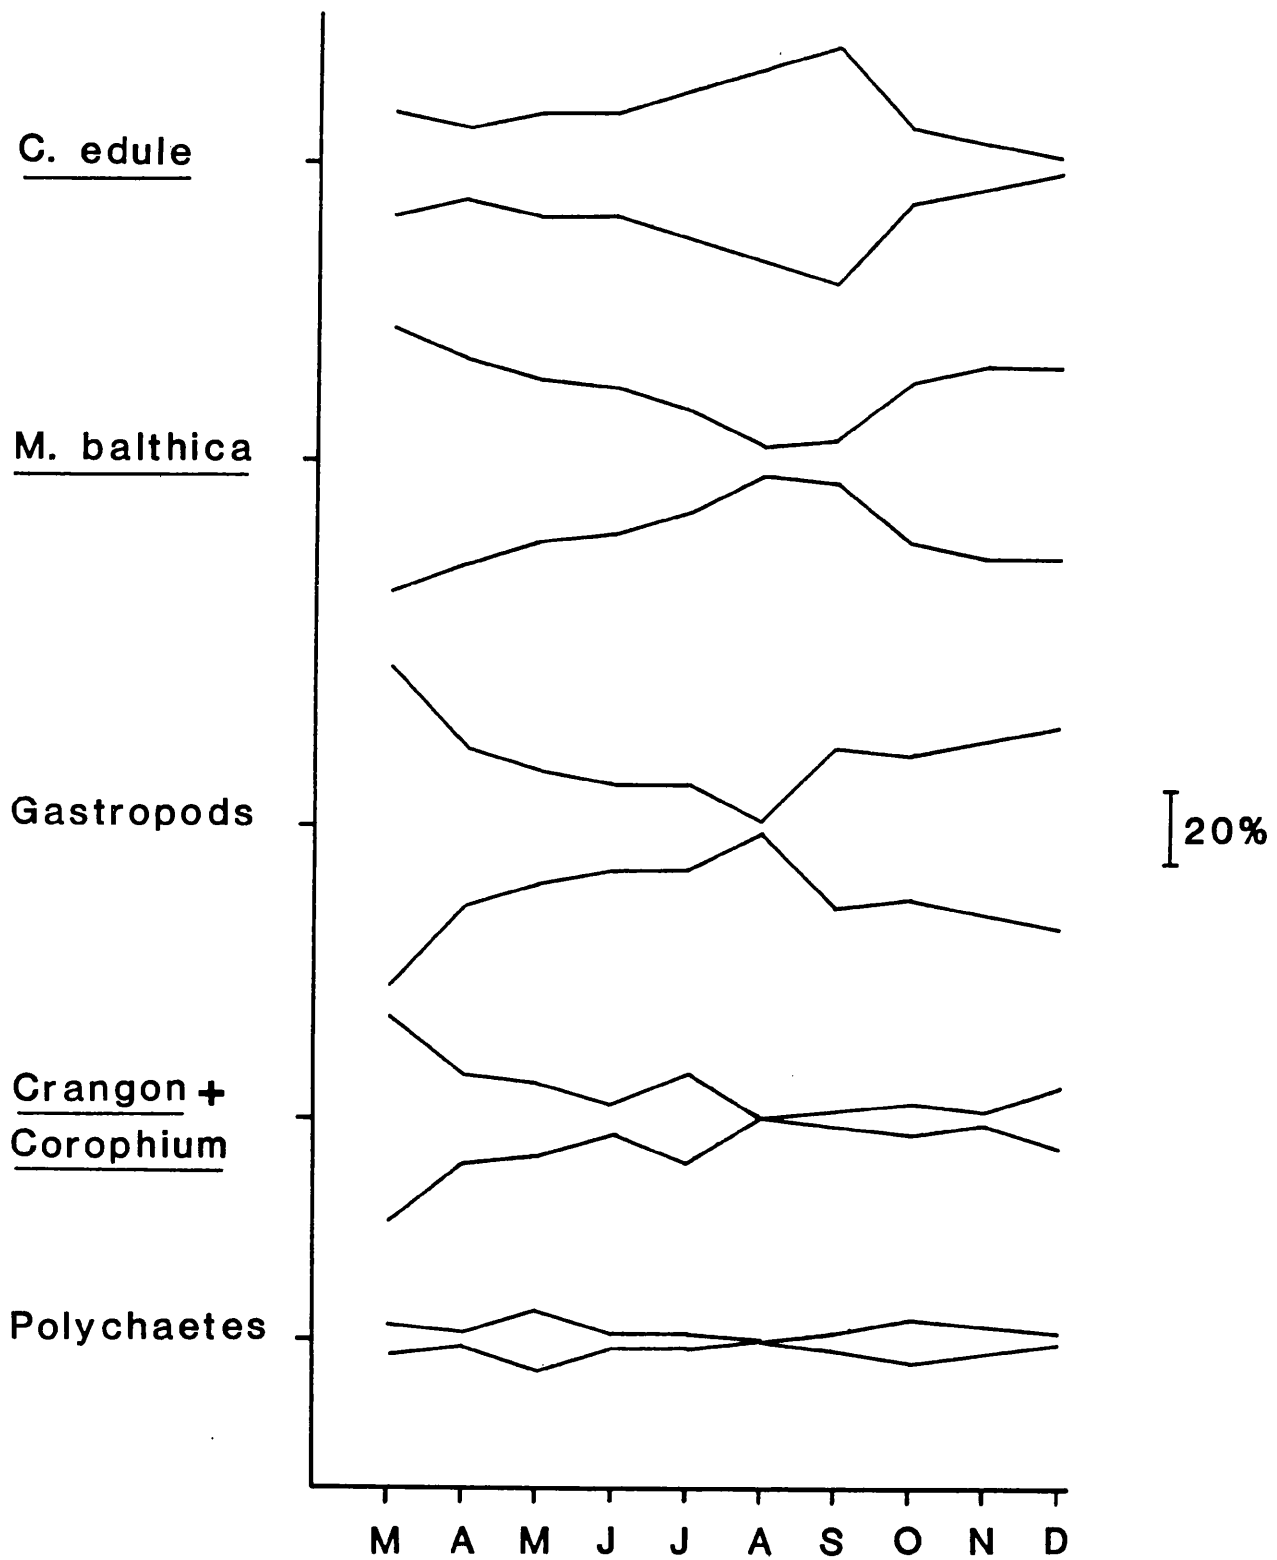 C. edule
M. balthica
Gastropods
20%
Crangon +
Corophium
Polychaetes
M A M J J A S O N D